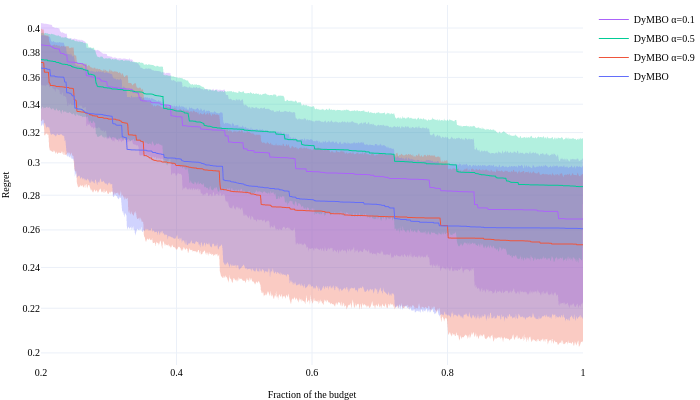 0.4
0.38
0.36
0.34
0.32
0.3
0.28
0.26
0.24
0.22
0.2
Regret
0.2 0.4 0.6 0.8 1
Fraction of the budget
DyMBO α=0.1
DyMBO α=0.5
DyMBO α=0.9
DyMBO